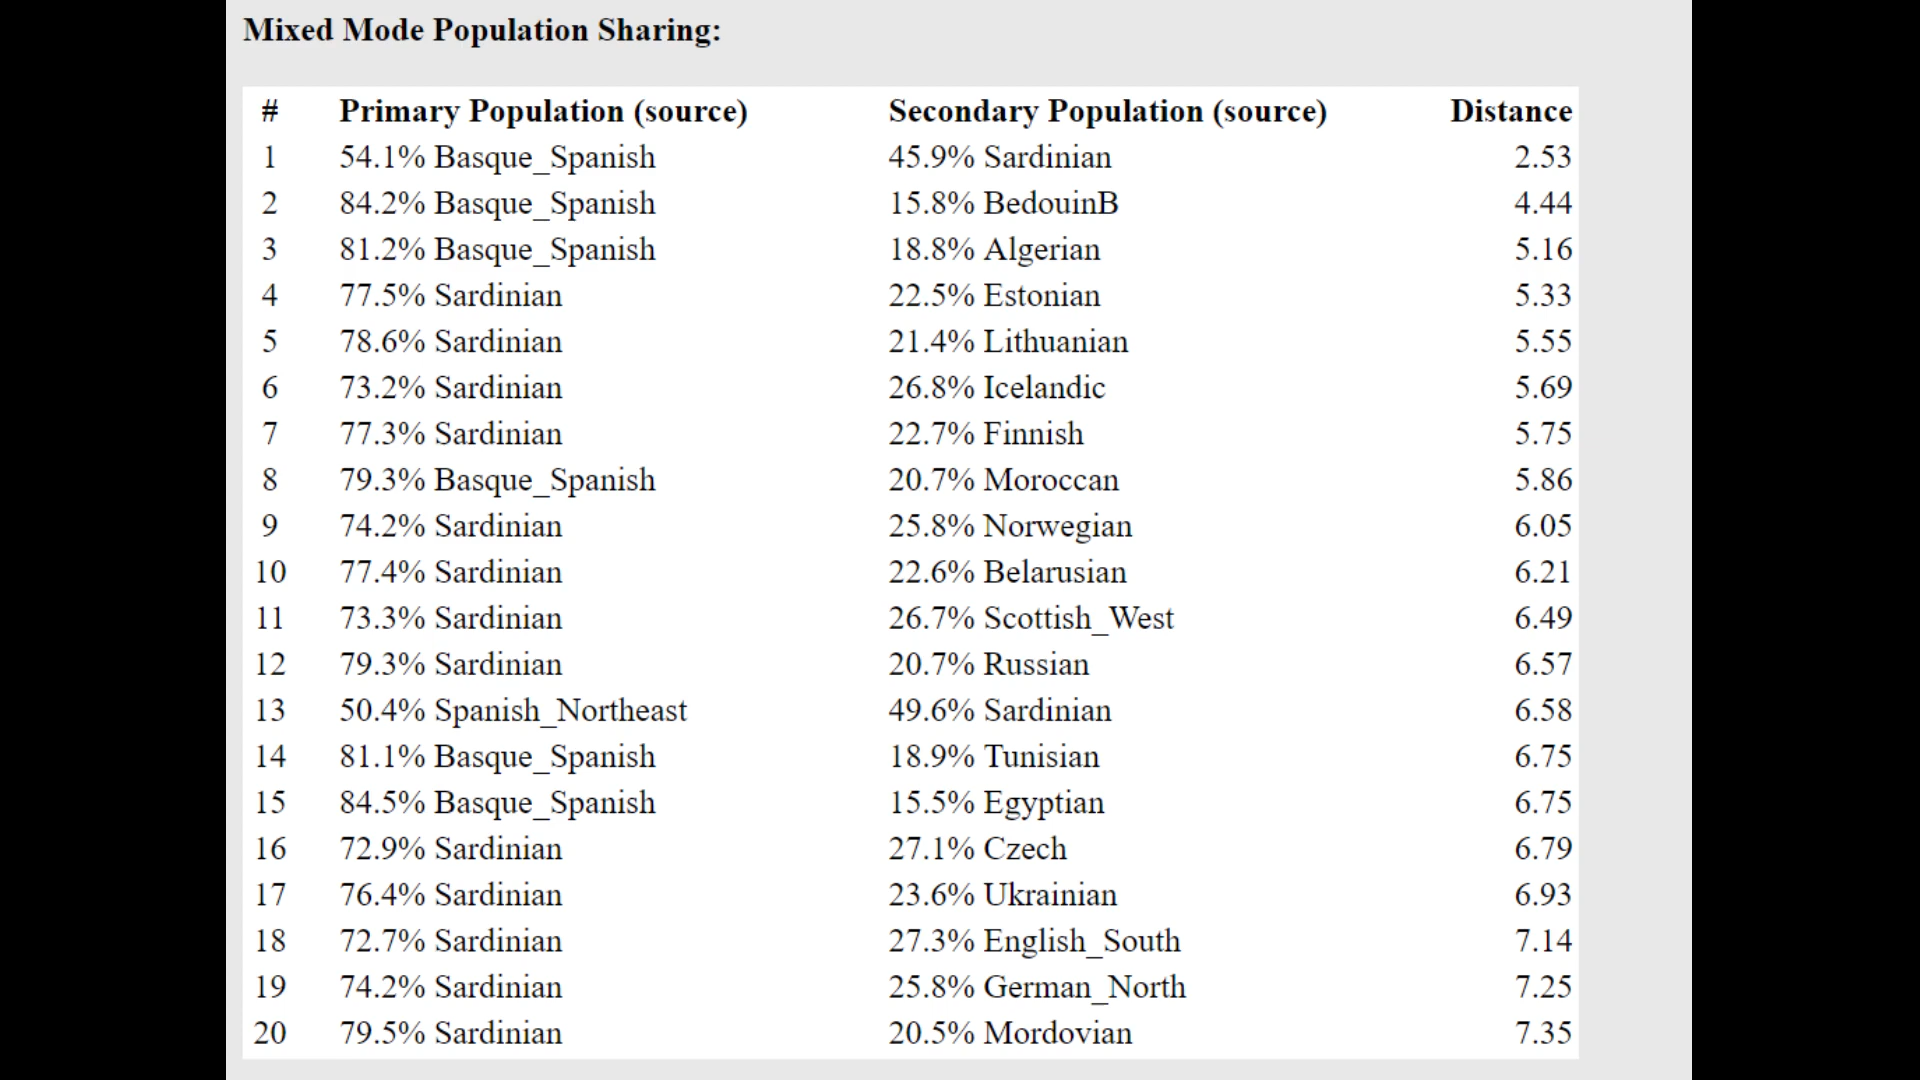 Mixed Mode Population Sharing:
# Primary Population (source) Secondary Population (source) Distance
1 54.1% Basque_Spanish 45.9% Sardinian 2.53
2 84.2% Basque_Spanish 15.8% BedouinB 4.44
3 81.2% Basque_Spanish 18.8% Algerian 5.16
4 77.5% Sardinian 22.5% Estonian 5.33
5 78.6% Sardinian 21.4% Lithuanian 5.55
6 73.2% Sardinian 26.8% Icelandic 5.69
7 77.3% Sardinian 22.7% Finnish 5.75
8 79.3% Basque_Spanish 20.7% Moroccan 5.86
9 74.2% Sardinian 25.8% Norwegian 6.05
10 77.4% Sardinian 22.6% Belarusian 6.21
11 73.3% Sardinian 26.7% Scottish_West 6.49
12 79.3% Sardinian 20.7% Russian 6.57
13 50.4% Spanish_Northeast 49.6% Sardinian 6.58
14 81.1% Basque_Spanish 18.9% Tunisian 6.75
15 84.5% Basque_Spanish 15.5% Egyptian 6.75
16 72.9% Sardinian 27.1% Czech 6.79
17 76.4% Sardinian 23.6% Ukrainian 6.93
18 72.7% Sardinian 27.3% English_South 7.14
19 74.2% Sardinian 25.8% German_North 7.25
20 79.5% Sardinian 20.5% Mordovian 7.35